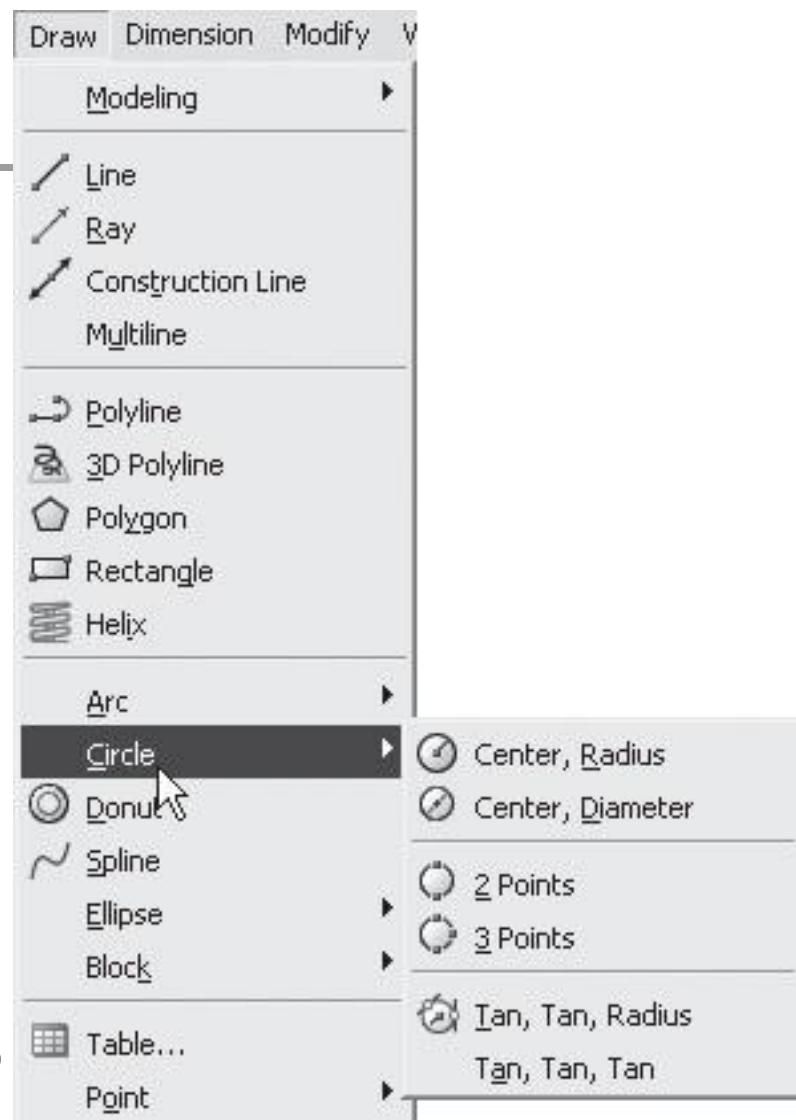 Draw Dimension Modify
Modeling
Line
Ray
Construction Line
Multiline
Polyline
3D Polyline
Polygon
Rectangle
Helix
Arc
Circle
Donut
Spline
Ellipse
Block
Table...
Point
Center, Radius
Center, Diameter
2 Points
3 Points
Tan, Tan, Radius
Tan, Tan, Tan